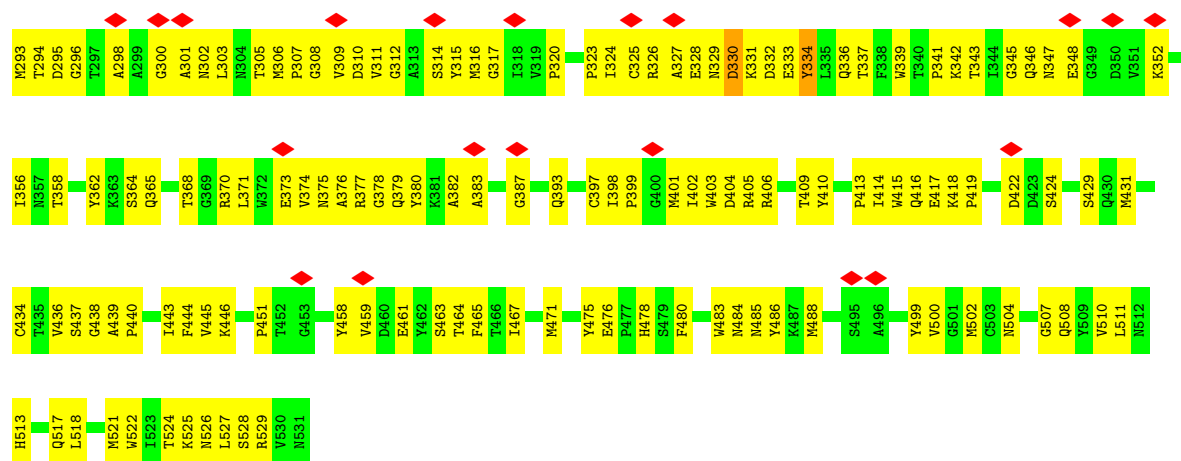 M293 T294 D295 G296 T297 A298 A299 G300 A301 N302 L303 N304 T305 M306 P307 G308 V309 D310 V311 G312 A313 S314 Y315 M316 G317 I318 V319 P320 P323 I324 C325 R326 A327 E328 N329 D330 K331 D332 E333 Y334 L335 Q336 T337 F338 W339 T340 P341 K342 T343 I344 G345 Q346 N347 E348 G349 D350 V351 K352
I356 N357 T358 Y362 K363 S364 Q365 T368 G369 R370 L371 W372 E373 V374 N375 A376 R377 G378 Q379 Y380 K381 A382 A383 G387 Q393 C397 I398 P399 G400 M401 I402 W403 D404 R405 R406 T409 Y410 P413 I414 W415 Q416 E417 K418 P419 D422 D423 S424 S429 Q430 M431
C434 T435 V436 S437 G438 A439 P440 I443 F444 V445 K446 P451 T452 G453 Y458 V459 D460 E461 Y462 S463 T464 F465 T466 I467 M471 Y475 E476 P477 H478 S479 F480 W483 N484 N485 Y486 K487 M488 S495 A496 Y499 V500 G501 M502 C503 N504 G507 Q508 Y509 V510 L511 N512
H513 Q517 L518 M521 W522 I523 T524 K525 N526 L527 S528 R529 V530 N531